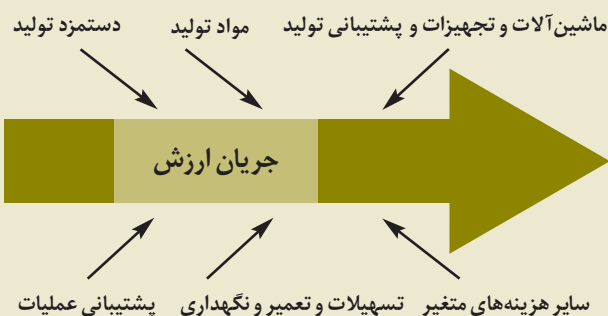 ماشین‌آلات و تجهیزات و پشتیبانی تولید
مواد تولید
دستمزد تولید
جریان ارزش
سایر هزینه‌های متغیر
تسهیلات و تعمیر و نگهداری
پشتیبانی عملیات